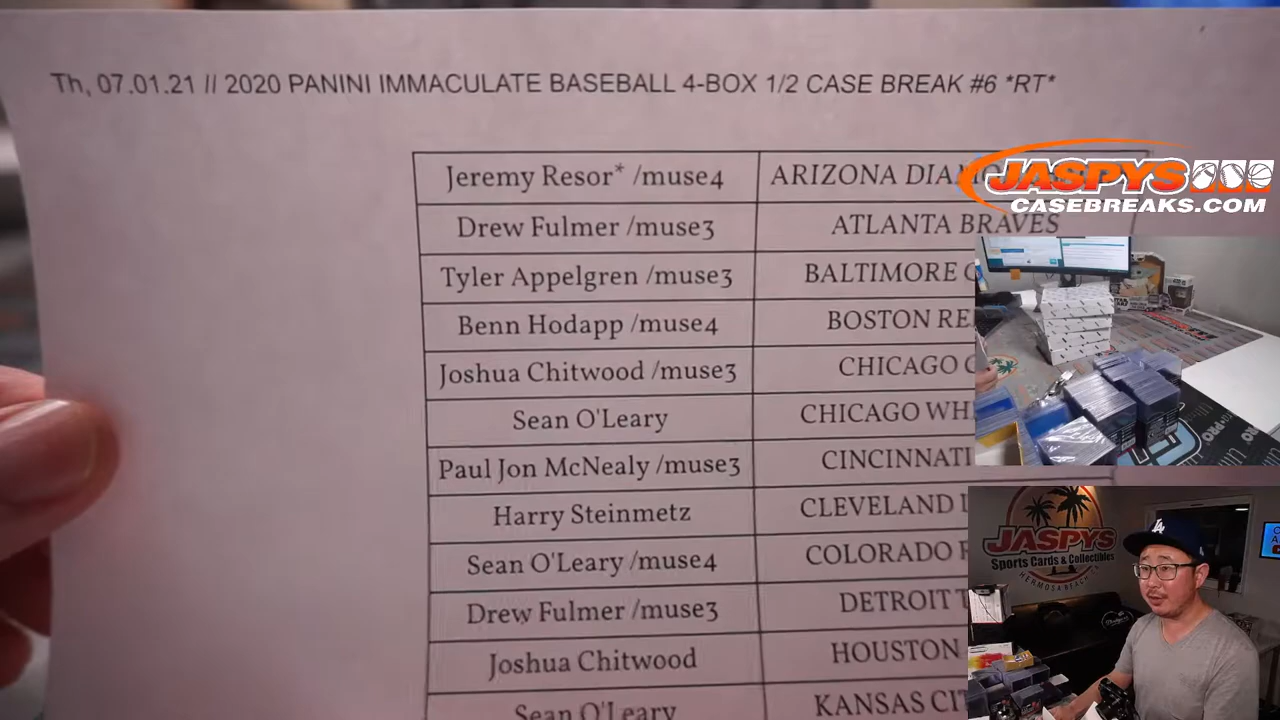 Th, 07.01.21 // 2020 PANINI IMMACULATE BASEBALL 4-BOX 1/2 CASE BREAK #6 *RT*
Jeremy Resor* /muse4 ARIZONA
Drew Fulmer /muse3 ATLANTA BRAVES
Tyler Appelgren /muse3 BALTIMORE
Benn Hodapp /muse4 BOSTON
Joshua Chitwood /muse3 CHICAGO
Sean O'Leary CHICAGO
Paul Jon McNealy /muse3 CINCINNATI
Harry Steinmetz CLEVELAND
Sean O'Leary /muse4 COLORADO
Drew Fulmer /muse3 DETROIT
Joshua Chitwood HOUSTON
Sean O'Leary KANSAS
JASPYS
CASEBREAKS.COM
JASPYS
Sports Cards & Collectibles
HERMOSA BEACH, CA
LA